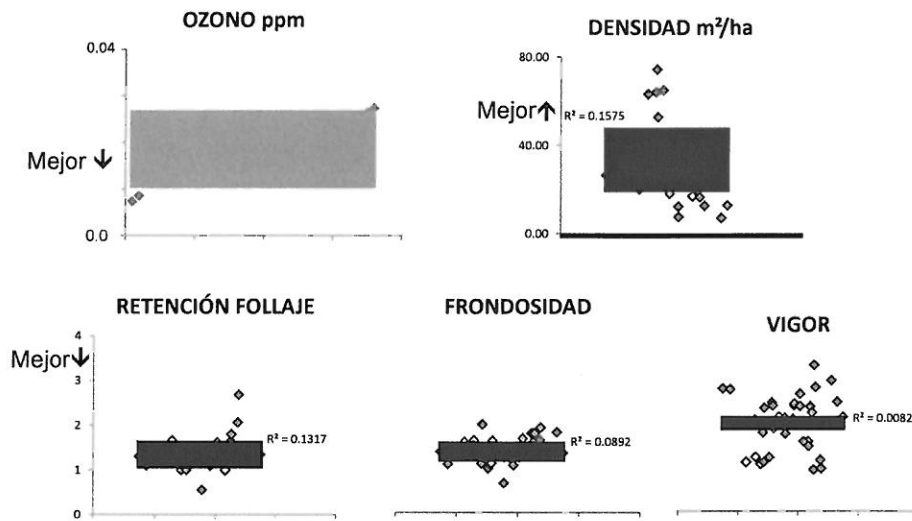 OZONO ppm
0.04
Mejor ↓
0.0
DENSIDAD m²/ha
80.00
Mejor ↑
R² = 0.1575
40.00
0.00
RETENCIÓN FOLLAJE
4
Mejor ↓
3
2
R² = 0.1317
1
0
FRONDOSIDAD
R² = 0.0892
VIGOR
R² = 0.0082